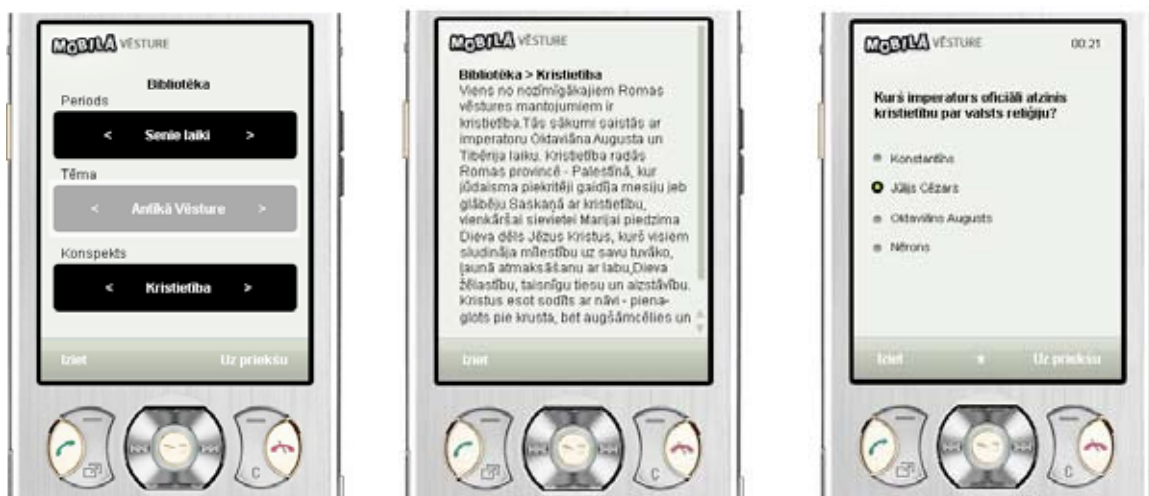 MOBILĀ VĒSTURE
Bibliotēka
Periods
< Senie laiki >
Tēma
< Antīkā Vēsture >
Konspekts
< Kristietība >
Iziet Uz priekšu
C
MOBILĀ VĒSTURE
Bibliotēka > Kristietība
Viens no nozīmīgākajiem Romas
vēstures mantojumiem ir
kristietība.Tās sākumi saistās ar
imperatoru Oktaviāna Augusta un
Tibērija laiku. Kristietība radās
Romas provincē - Palestīnā, kur
jūdaisma piekritēji gaidīja mesiju jeb
glābēju Saskaņā ar kristietību,
vienkāršai sievietei Marijai piedzima
Dieva dēls Jēzus Kristus, kurš visiem
sludināja mīlestību uz savu tuvāko,
ļaunā atmaksāšanu ar labu,Dieva
žēlastību, taisnīgu tiesu un aizstāvību.
Kristus esot sodīts ar nāvi - piena-
glots pie krusta, bet augšāmcēlies un
Iziet
C
MOBILĀ VĒSTURE 00:21
Kurš imperators oficiāli atzinis
kristietību par valsts reliģiju?
Konstantīns
Jūlijs Cēzars
Oktaviāns Augusts
Nērons
Iziet * Uz priekšu
C